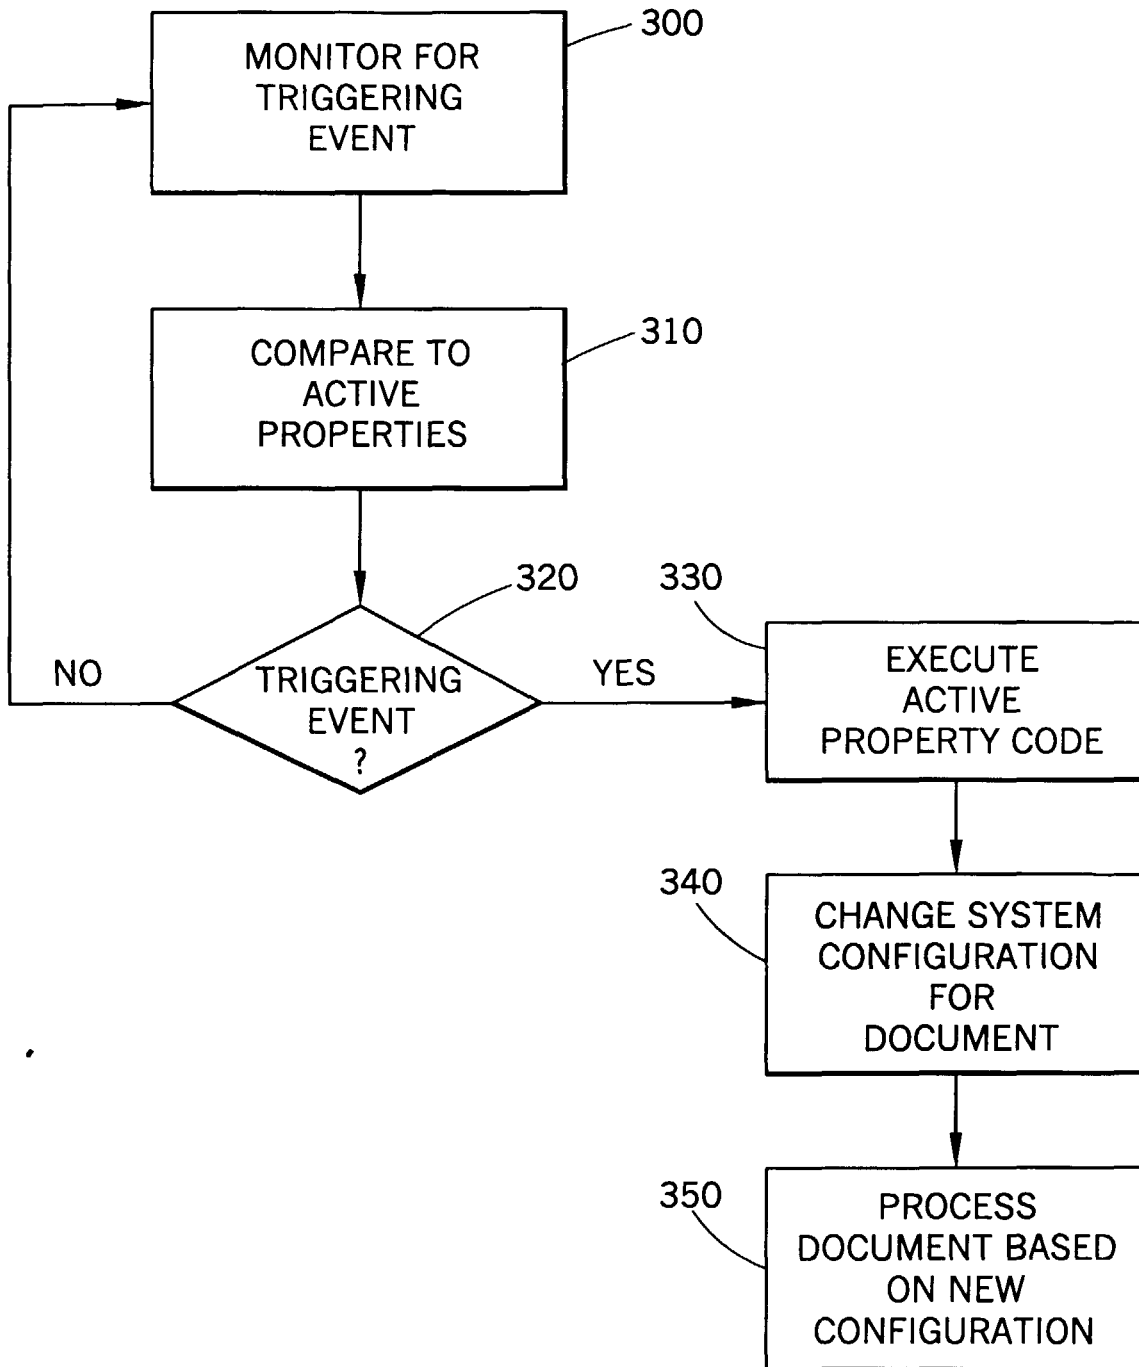 300
MONITOR FOR
TRIGGERING
EVENT
310
COMPARE TO
ACTIVE
PROPERTIES
320
TRIGGERING
EVENT
?
NO
YES
330
EXECUTE
ACTIVE
PROPERTY CODE
340
CHANGE SYSTEM
CONFIGURATION
FOR
DOCUMENT
350
PROCESS
DOCUMENT BASED
ON NEW
CONFIGURATION